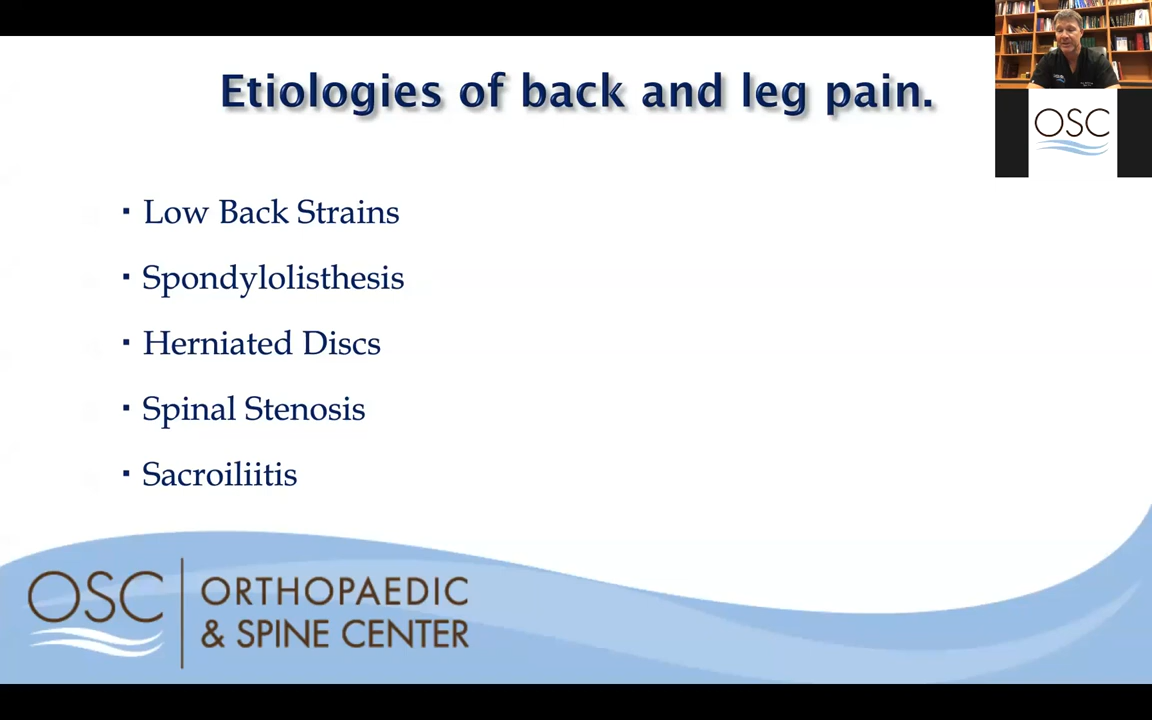 Etiologies of back and leg pain.
OSC
▪ Low Back Strains
▪ Spondylolisthesis
▪ Herniated Discs
▪ Spinal Stenosis
▪ Sacroiliitis
OSC
ORTHOPAEDIC
& SPINE CENTER